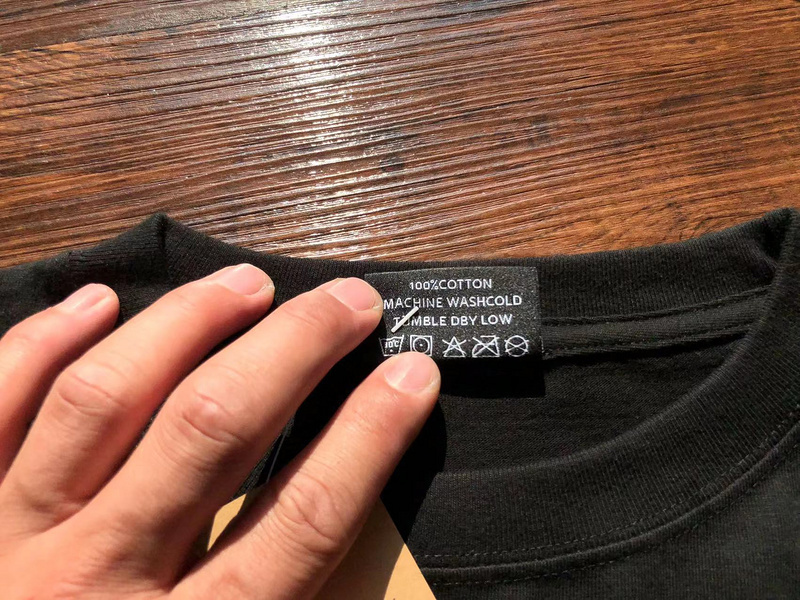 100%COTTON
MACHINE WASHCOLD
TUMBLE DBY LOW